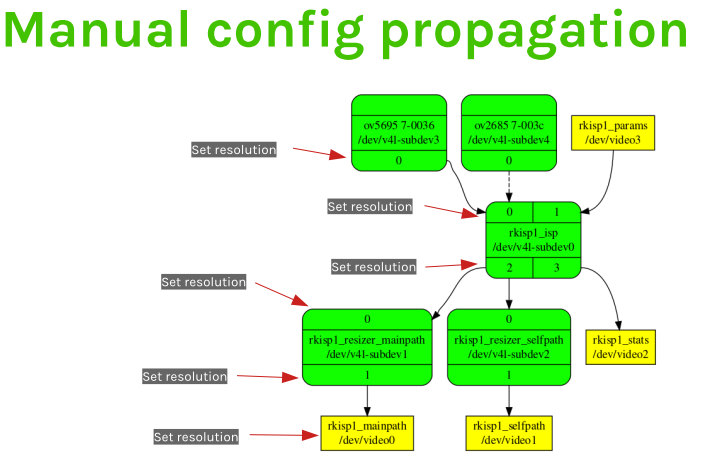 Manual config propagation
ov5695 7-0036
/dev/v4l-subdev3
0
ov2685 7-003c
/dev/v4l-subdev4
0
rkisp1_params
/dev/video3
Set resolution
Set resolution
0
1
rkisp1_isp
/dev/v4l-subdev0
2
3
Set resolution
Set resolution
0
rkisp1_resizer_mainpath
/dev/v4l-subdev1
1
0
rkisp1_resizer_selfpath
/dev/v4l-subdev2
1
rkisp1_stats
/dev/video2
Set resolution
Set resolution
rkisp1_mainpath
/dev/video0
rkisp1_selfpath
/dev/video1